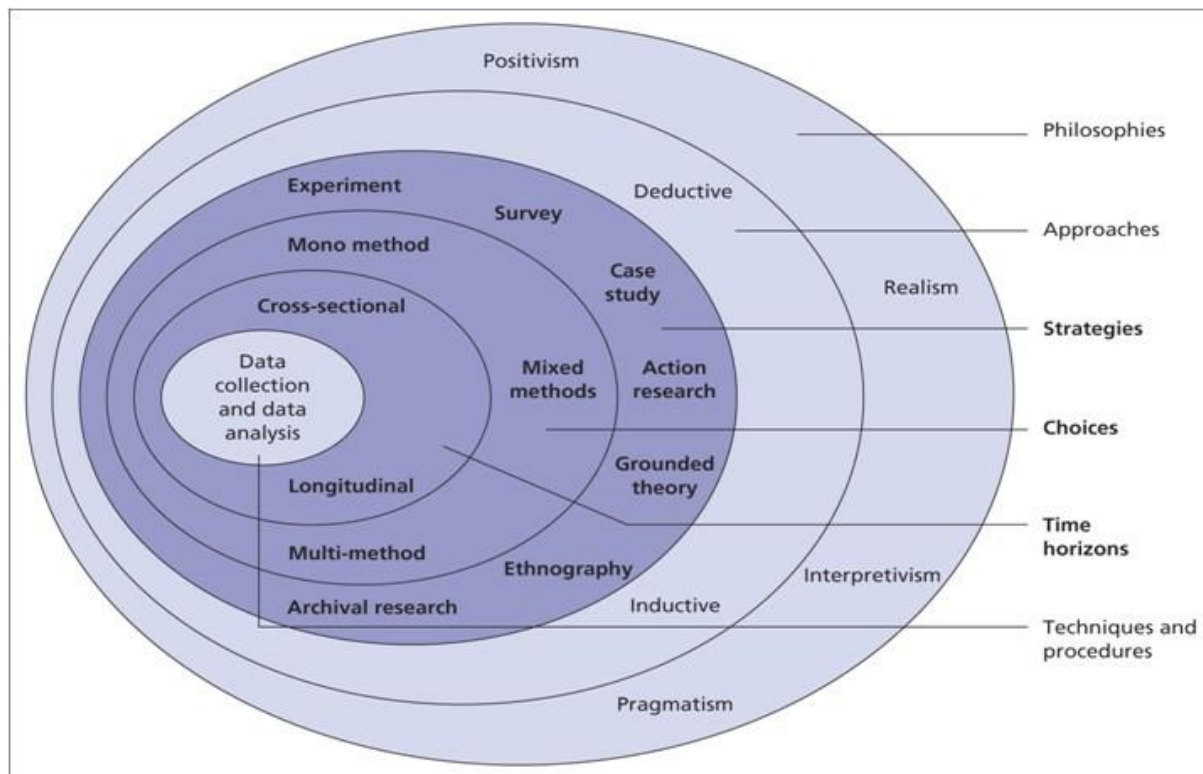 Positivism
Philosophies
Experiment
Deductive
Survey
Approaches
Mono method
Case
study
Realism
Cross-sectional
Strategies
Data
collection
and data
analysis
Mixed
methods
Action
research
Choices
Grounded
theory
Longitudinal
Time
horizons
Multi-method
Ethnography
Interpretivism
Archival research
Inductive
Techniques and
procedures
Pragmatism